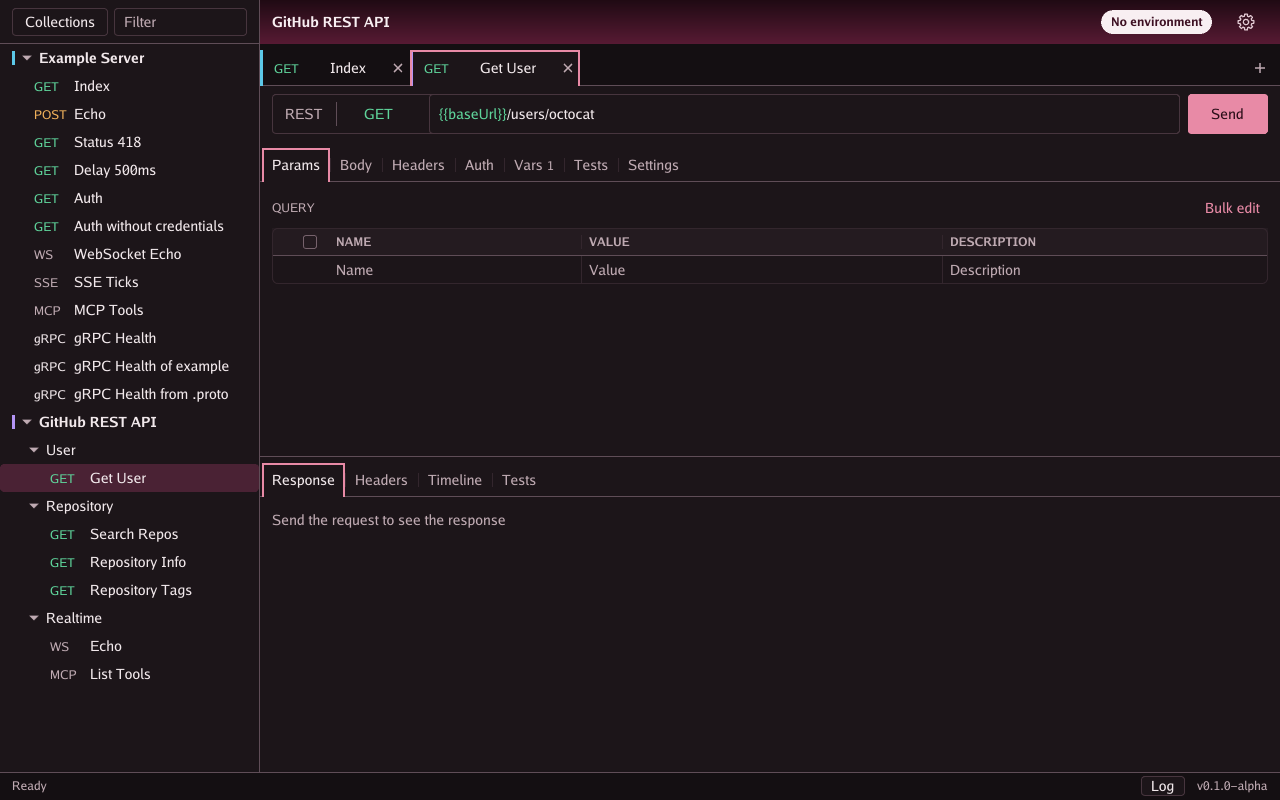 Collections
Filter
GitHub REST API
No environment
Example Server
GET Index
POST Echo
GET Status 418
GET Delay 500ms
GET Auth
GET Auth without credentials
WS WebSocket Echo
SSE SSE Ticks
MCP MCP Tools
gRPC gRPC Health
gRPC gRPC Health of example
gRPC gRPC Health from .proto
GitHub REST API
User
GET Get User
Repository
GET Search Repos
GET Repository Info
GET Repository Tags
Realtime
WS Echo
MCP List Tools
GET Index
GET Get User
REST GET {{baseUrl}}/users/octocat Send
Params Body Headers Auth Vars 1 Tests Settings
QUERY Bulk edit
NAME VALUE DESCRIPTION
Name Value Description
Response Headers Timeline Tests
Send the request to see the response
Ready Log v0.1.0-alpha